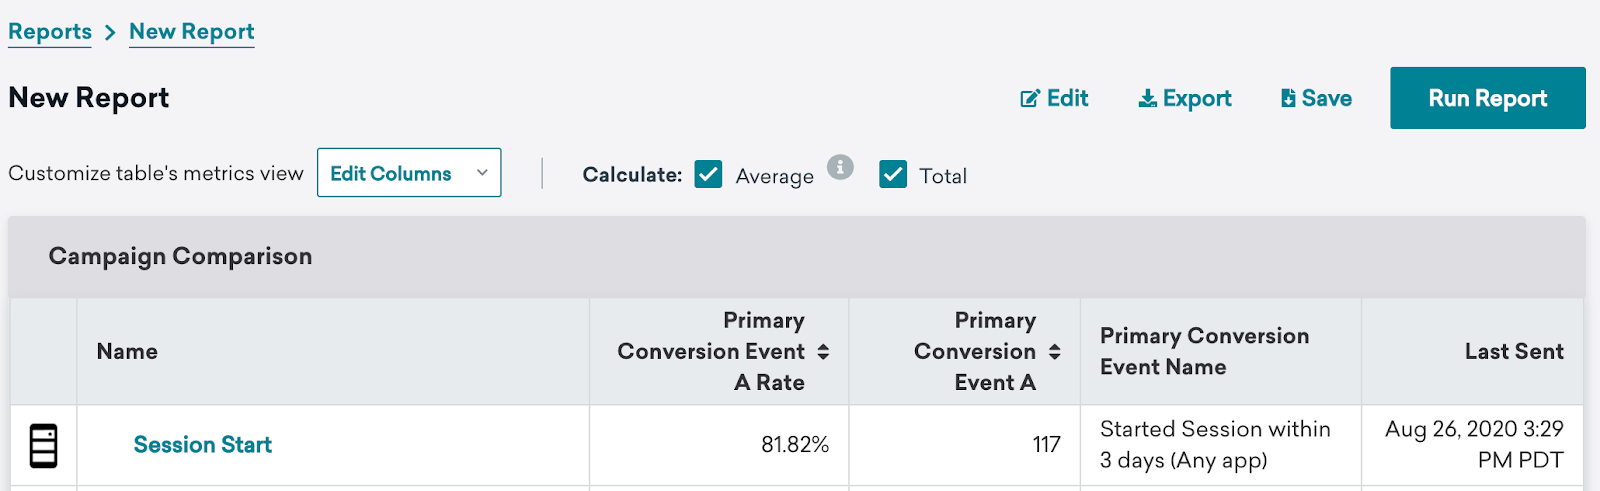 Reports > New Report
New Report
Edit Export Save Run Report
Customize table's metrics view Edit Columns Calculate: Average Total
Campaign Comparison
Name
Primary
Conversion Event
A Rate
Primary
Conversion
Event A
Primary Conversion
Event Name
Last Sent
Session Start
81.82%
117
Started Session within
3 days (Any app)
Aug 26, 2020 3:29
PM PDT